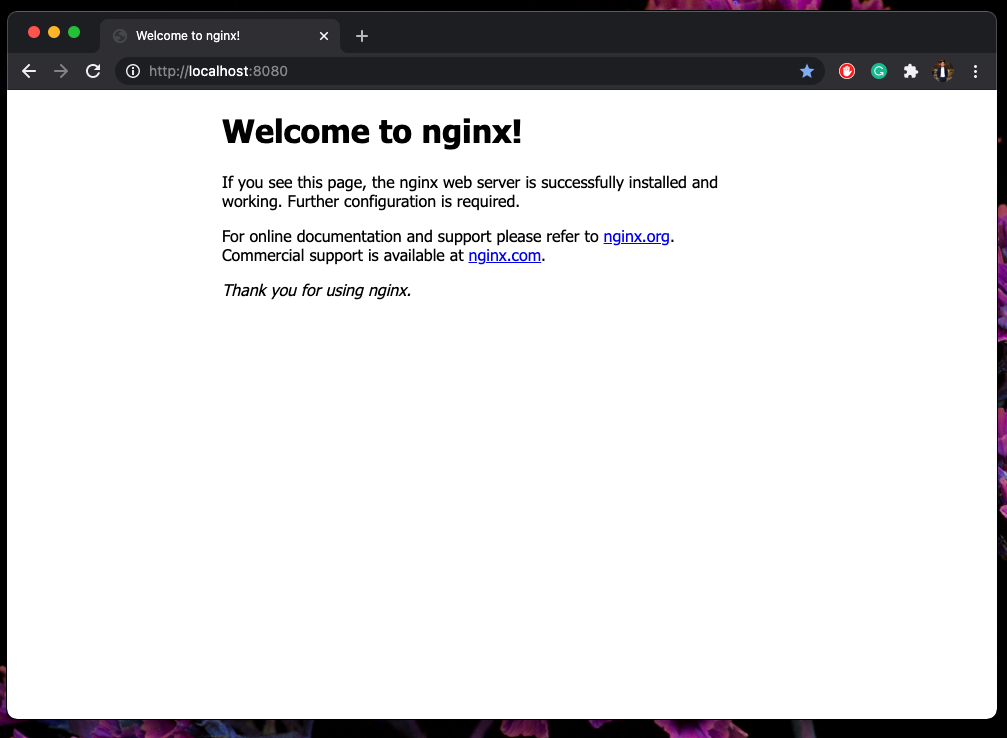 Welcome to nginx!
http://localhost:8080
Welcome to nginx!
If you see this page, the nginx web server is successfully installed and
working. Further configuration is required.
For online documentation and support please refer to nginx.org.
Commercial support is available at nginx.com.
Thank you for using nginx.